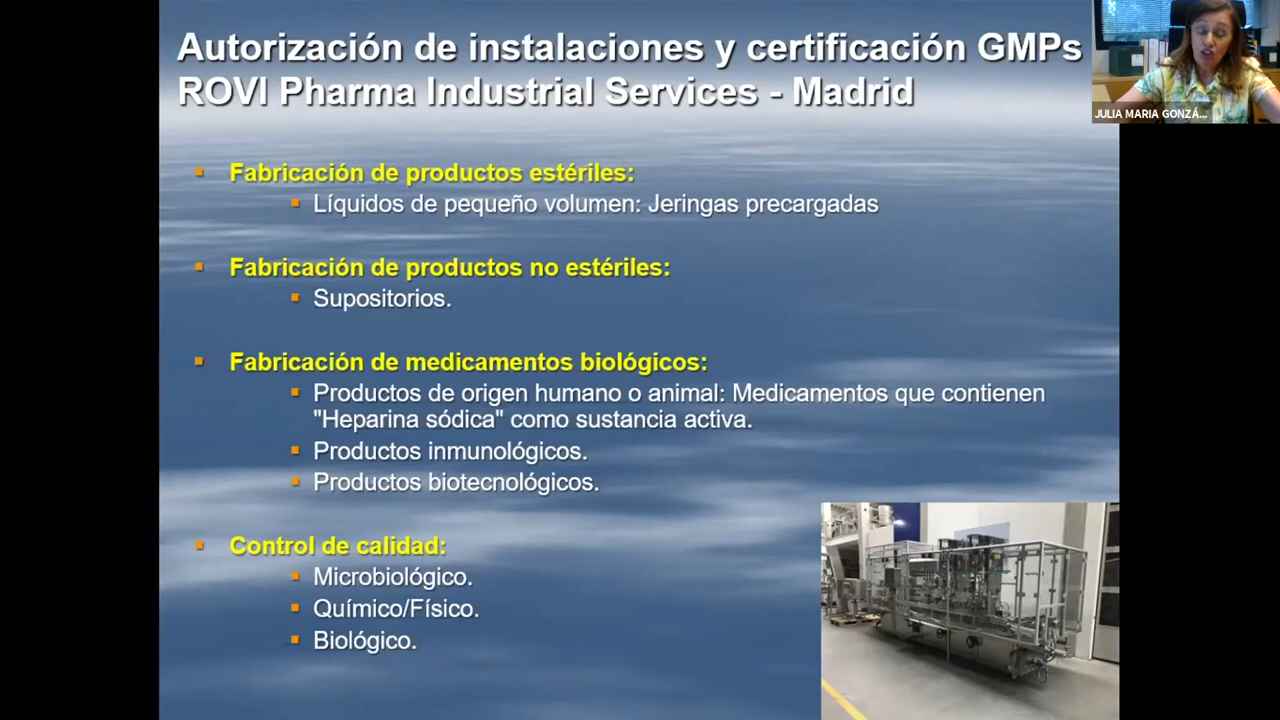 Autorización de instalaciones y certificación GMPs
ROVI Pharma Industrial Services - Madrid
JULIA MARIA GONZÁ...
Fabricación de productos estériles:
Líquidos de pequeño volumen: Jeringas precargadas
Fabricación de productos no estériles:
Supositorios.
Fabricación de medicamentos biológicos:
Productos de origen humano o animal: Medicamentos que contienen
"Heparina sódica" como sustancia activa.
Productos inmunológicos.
Productos biotecnológicos.
Control de calidad:
Microbiológico.
Químico/Físico.
Biológico.